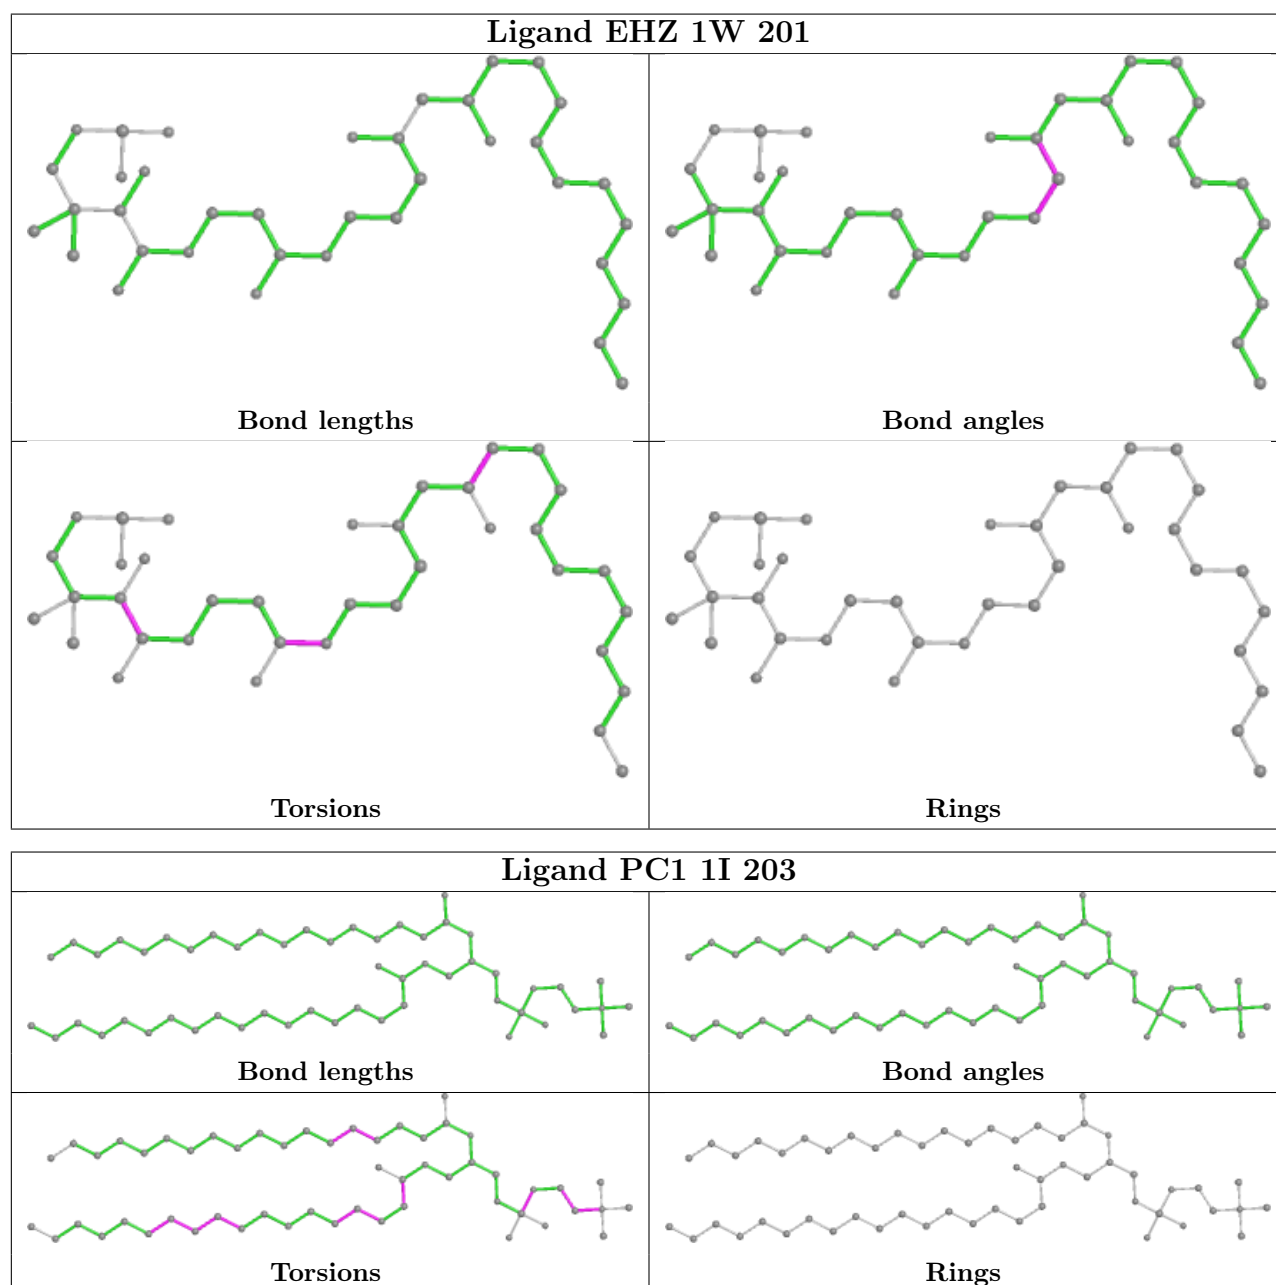 Ligand EHZ 1W 201
Bond lengths
Bond angles
Torsions
Rings
Ligand PC1 1I 203
Bond lengths
Bond angles
Torsions
Rings